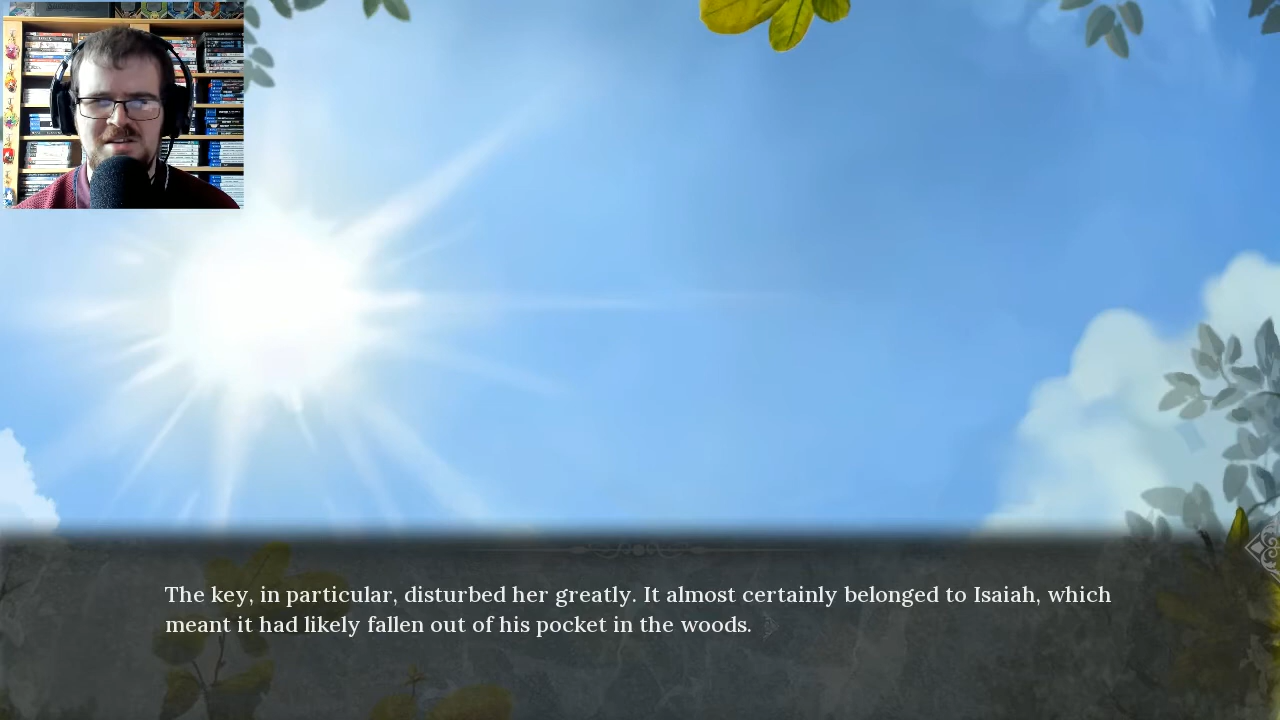 The key, in particular, disturbed her greatly. It almost certainly belonged to Isaiah, which
meant it had likely fallen out of his pocket in the woods.